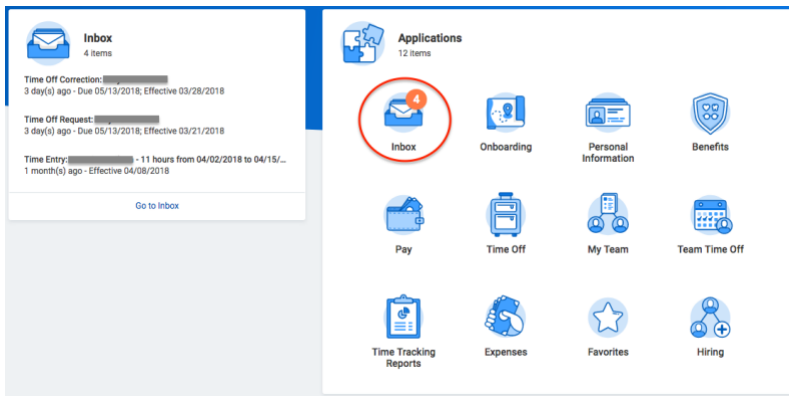 Inbox
4 items
Time Off Correction:
3 day(s) ago - Due 05/13/2018; Effective 03/28/2018
Time Off Request:
3 day(s) ago - Due 05/13/2018; Effective 03/21/2018
Time Entry: - 11 hours from 04/02/2018 to 04/15/...
1 month(s) ago - Effective 04/08/2018
Go to Inbox
Applications
12 items
4
Inbox
Onboarding
Personal
Information
Benefits
Pay
Time Off
My Team
Team Time Off
Time Tracking
Reports
Expenses
Favorites
Hiring